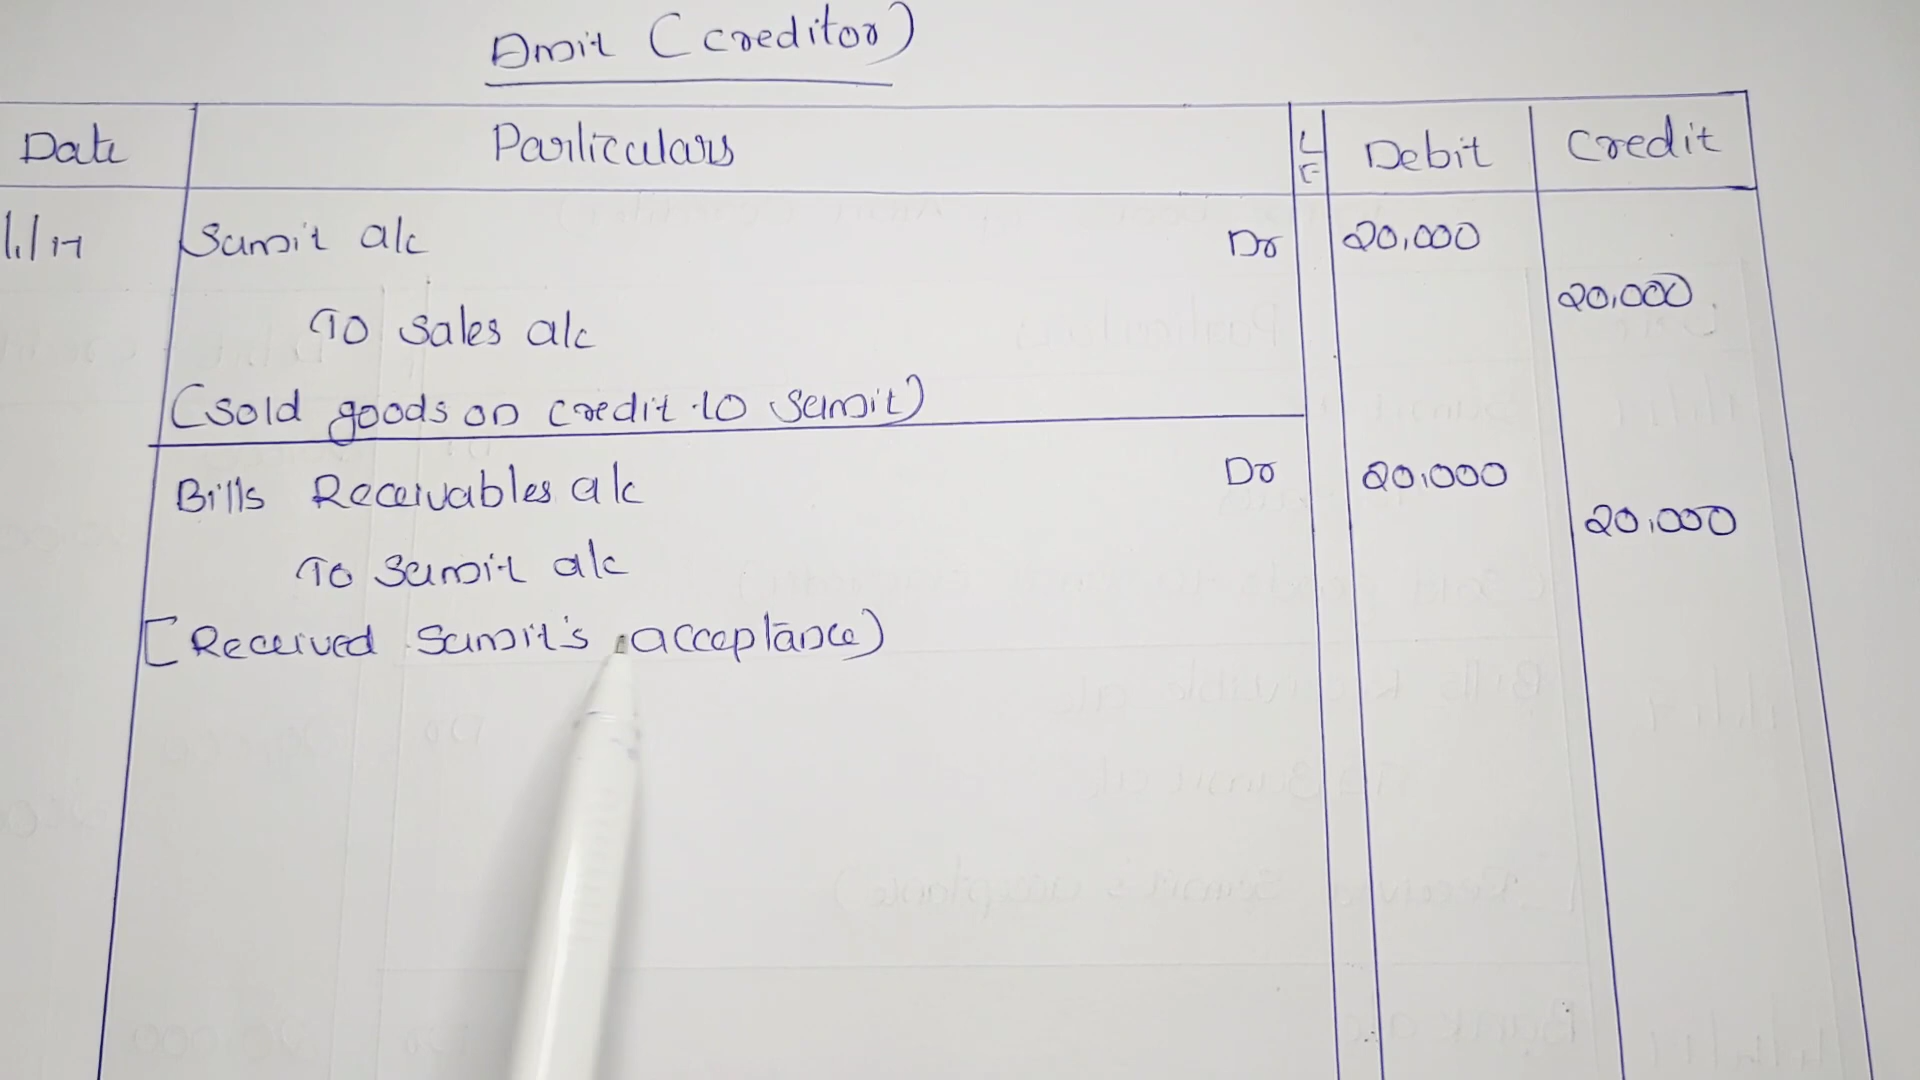 Amit (creditor)
Date Particulars LF Debit Credit
1/1/17 Sumit a/c Dr 20,000
To Sales a/c 20,000
(Sold goods on credit to Sumit)
Bills Receivables a/c Dr 20,000
To Sumit a/c 20,000
[Received Sumit's acceptance)